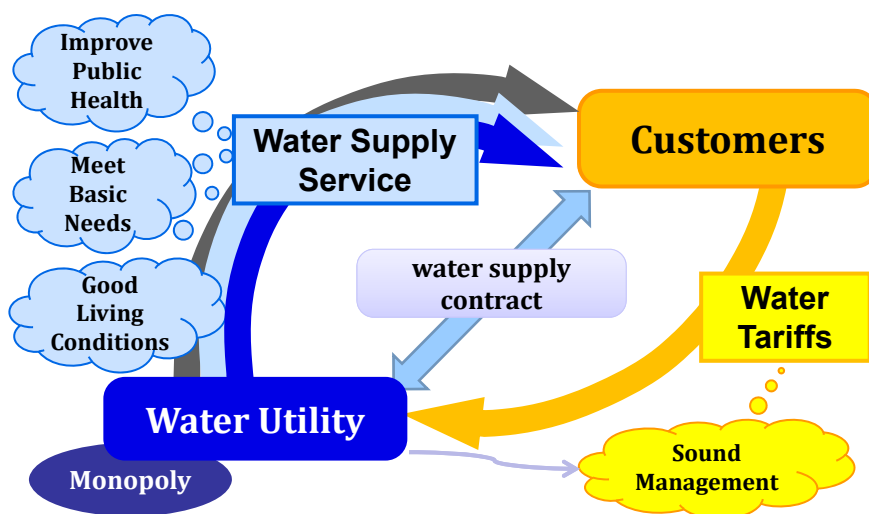 Improve
Public
Health
Meet
Basic
Needs
Good
Living
Conditions
Water Supply
Service
Customers
water supply
contract
Water
Tariffs
Water Utility
Monopoly
Sound
Management